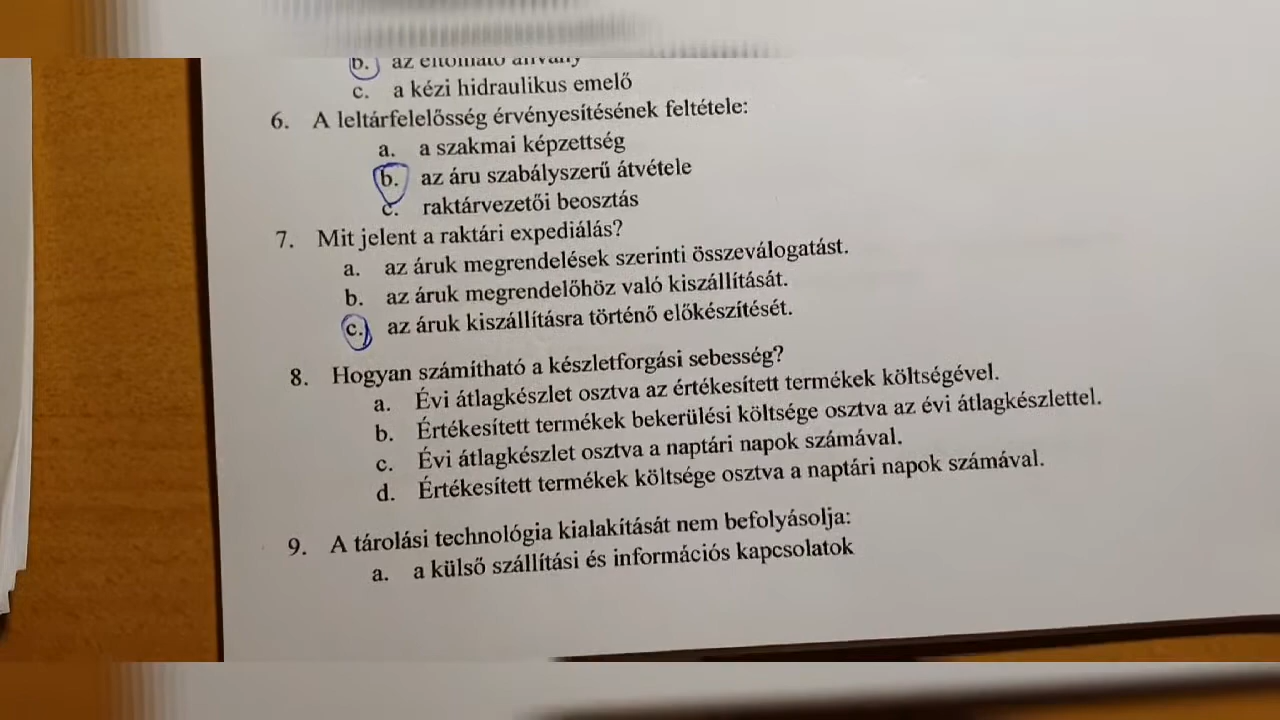 b. az
c. a kézi hidraulikus emelő
6. A leltárfelelősség érvényesítésének feltétele:
a. a szakmai képzettség
b. az áru szabályszerű átvétele
c. raktárvezetői beosztás
7. Mit jelent a raktári expediálás?
a. az áruk megrendelések szerinti összeválogatást.
b. az áruk megrendelőhöz való kiszállítását.
c. az áruk kiszállításra történő előkészítését.
8. Hogyan számítható a készletforgási sebesség?
a. Évi átlagkészlet osztva az értékesített termékek költségével.
b. Értékesített termékek bekerülési költsége osztva az évi átlagkészlettel.
c. Évi átlagkészlet osztva a naptári napok számával.
d. Értékesített termékek költsége osztva a naptári napok számával.
9. A tárolási technológia kialakítását nem befolyásolja:
a. a külső szállítási és információs kapcsolatok